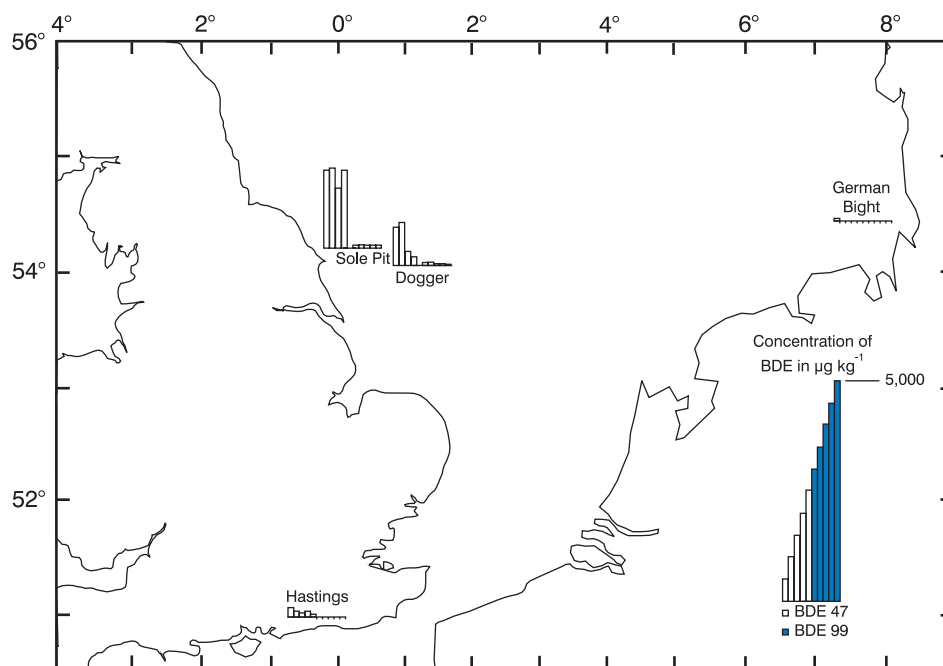 4° 2° 0° 2° 4° 6° 8°
56°
German
Bight
Sole Pit
54°
Dogger
Concentration of
BDE in µg kg⁻¹
5,000
52°
Hastings
BDE 47
BDE 99